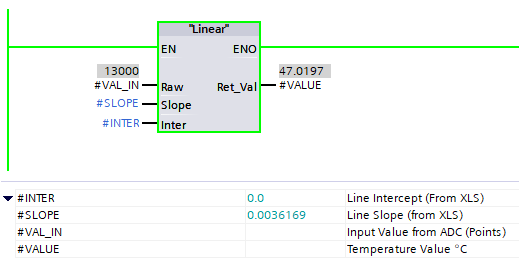 "Linear"
EN ENO
13000 47.0197
#VAL_IN Raw Ret_Val #VALUE
#SLOPE Slope
#INTER Inter
#INTER 0.0 Line Intercept (From XLS)
#SLOPE 0.0036169 Line Slope (from XLS)
#VAL_IN Input Value from ADC (Points)
#VALUE Temperature Value °C